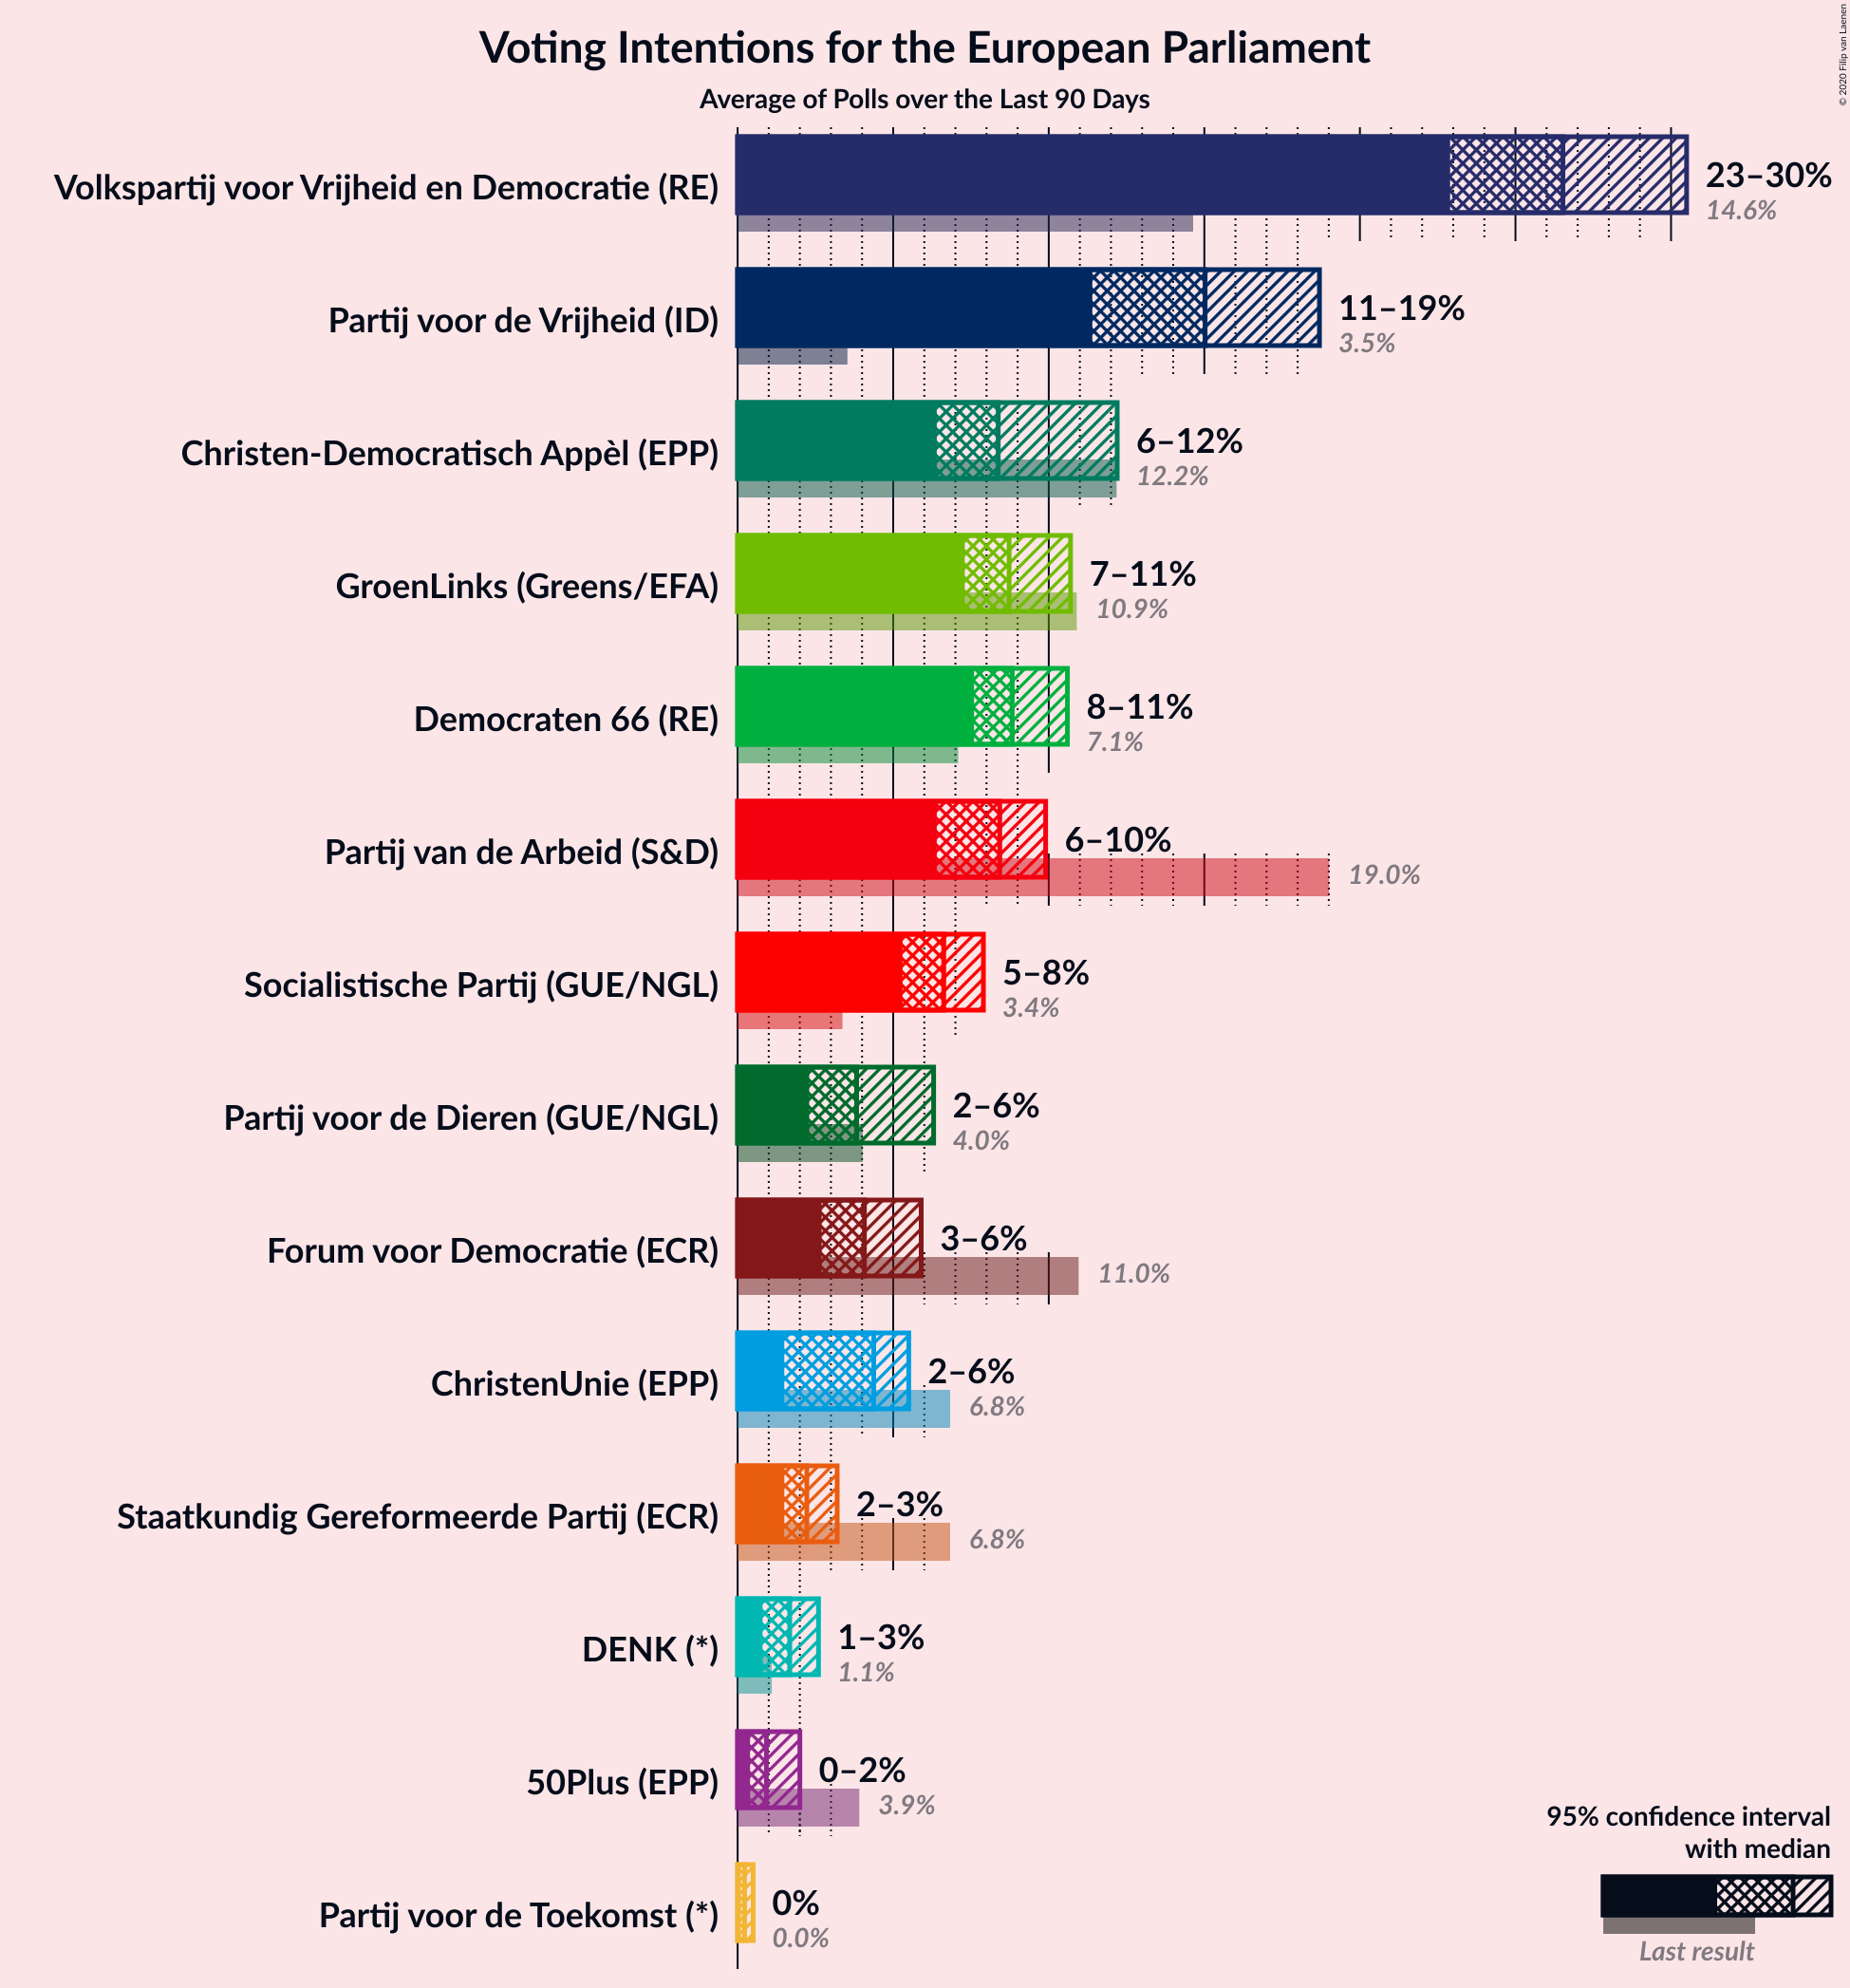 © 2020 Filip van Laenen
Voting Intentions for the European Parliament
Average of Polls over the Last 90 Days
Volkspartij voor Vrijheid en Democratie (RE)
23–30%
14.6%
Partij voor de Vrijheid (ID)
11–19%
3.5%
Christen-Democratisch Appèl (EPP)
6–12%
12.2%
GroenLinks (Greens/EFA)
7–11%
10.9%
Democraten 66 (RE)
8–11%
7.1%
Partij van de Arbeid (S&D)
6–10%
19.0%
Socialistische Partij (GUE/NGL)
5–8%
3.4%
Partij voor de Dieren (GUE/NGL)
2–6%
4.0%
Forum voor Democratie (ECR)
3–6%
11.0%
ChristenUnie (EPP)
2–6%
6.8%
Staatkundig Gereformeerde Partij (ECR)
2–3%
6.8%
DENK (*)
1–3%
1.1%
50Plus (EPP)
0–2%
3.9%
Partij voor de Toekomst (*)
0%
0.0%
95% confidence interval
with median
Last result